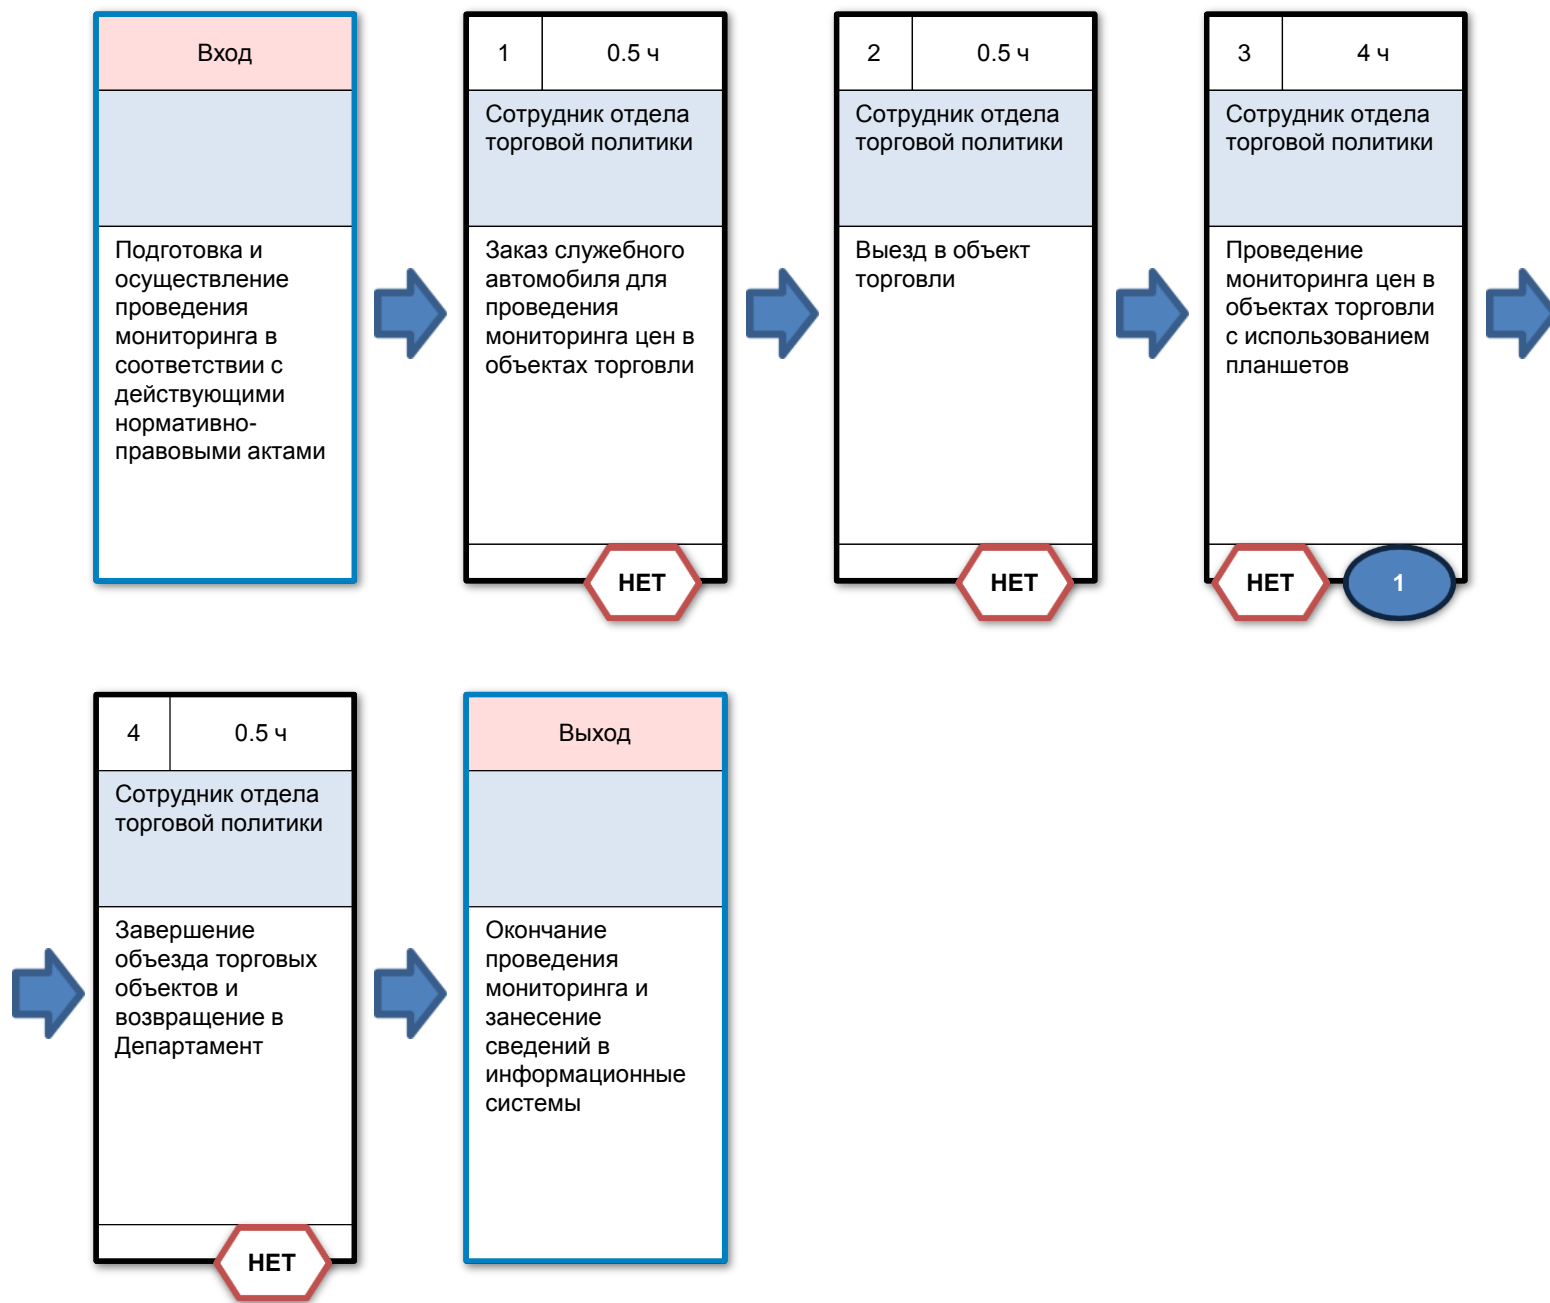 Вход
Подготовка и
осуществление
проведения
мониторинга в
соответствии с
действующими
нормативно-
правовыми актами
1
0.5 ч
Сотрудник отдела
торговой политики
Заказ служебного
автомобиля для
проведения
мониторинга цен в
объектах торговли
НЕТ
2
0.5 ч
Сотрудник отдела
торговой политики
Выезд в объект
торговли
НЕТ
3
4 ч
Сотрудник отдела
торговой политики
Проведение
мониторинга цен в
объектах торговли
с использованием
планшетов
НЕТ
1
4
0.5 ч
Сотрудник отдела
торговой политики
Завершение
объезда торговых
объектов и
возвращение в
Департамент
НЕТ
Выход
Окончание
проведения
мониторинга и
занесение
сведений в
информационные
системы